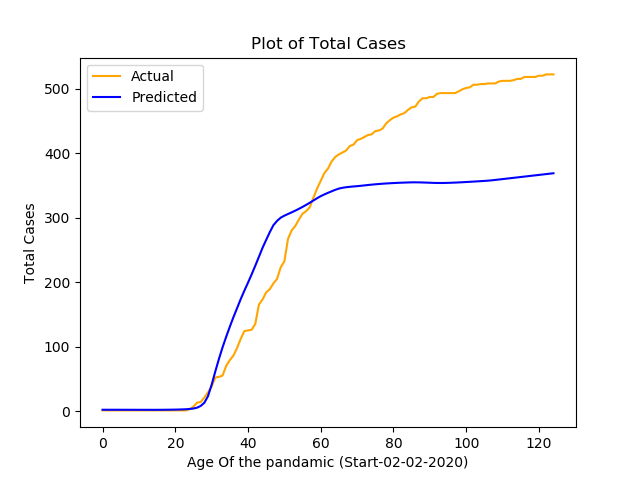 Plot of Total Cases
Actual
Predicted
500
400
300
200
100
0
Total Cases
0 20 40 60 80 100 120
Age Of the pandamic (Start-02-02-2020)